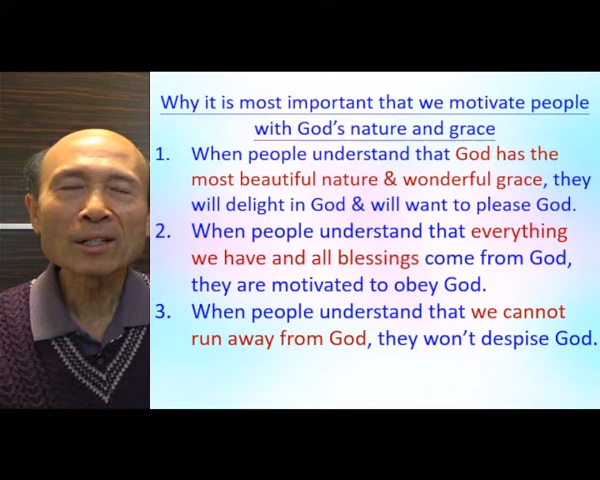 Why it is most important that we motivate people
with God's nature and grace
1. When people understand that God has the
most beautiful nature & wonderful grace, they
will delight in God & will want to please God.
2. When people understand that everything
we have and all blessings come from God,
they are motivated to obey God.
3. When people understand that we cannot
run away from God, they won't despise God.